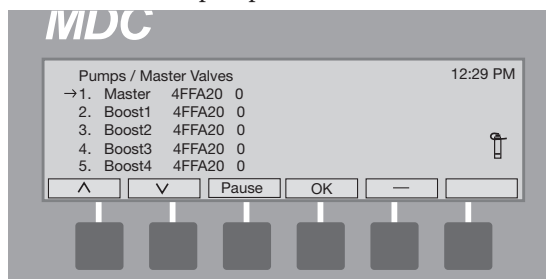 MDC
Pumps / Master Valves 12:29 PM
→1. Master 4FFA20 0
2. Boost1 4FFA20 0
3. Boost2 4FFA20 0
4. Boost3 4FFA20 0
5. Boost4 4FFA20 0
∧ ∨ Pause OK —